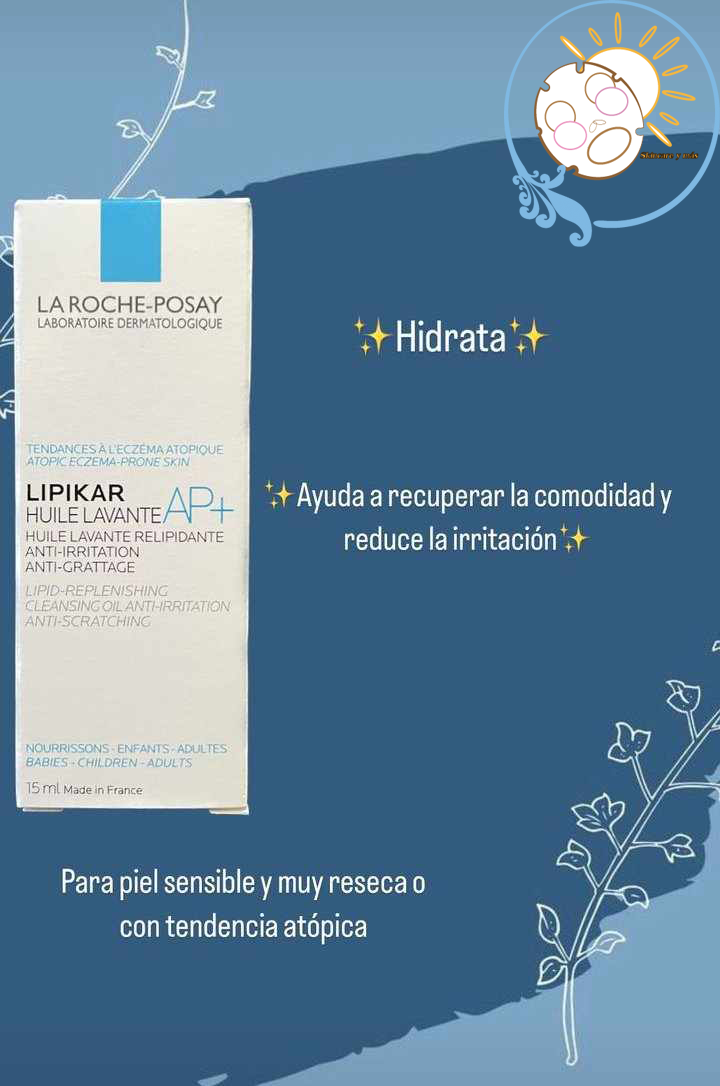 LA ROCHE-POSAY
LABORATOIRE DERMATOLOGIQUE
TENDANCES À L'ECZÉMA ATOPIQUE
ATOPIC ECZEMA-PRONE SKIN
LIPIKAR
HUILE LAVANTE AP+
HUILE LAVANTE RELIPIDANTE
ANTI-IRRITATION
ANTI-GRATTAGE
LIPID-REPLENISHING
CLEANSING OIL ANTI-IRRITATION
ANTI-SCRATCHING
NOURRISSONS - ENFANTS - ADULTES
BABIES - CHILDREN - ADULTS
15 ml Made in France
✨Hidrata✨
✨Ayuda a recuperar la comodidad y
reduce la irritación✨
Para piel sensible y muy reseca o
con tendencia atópica